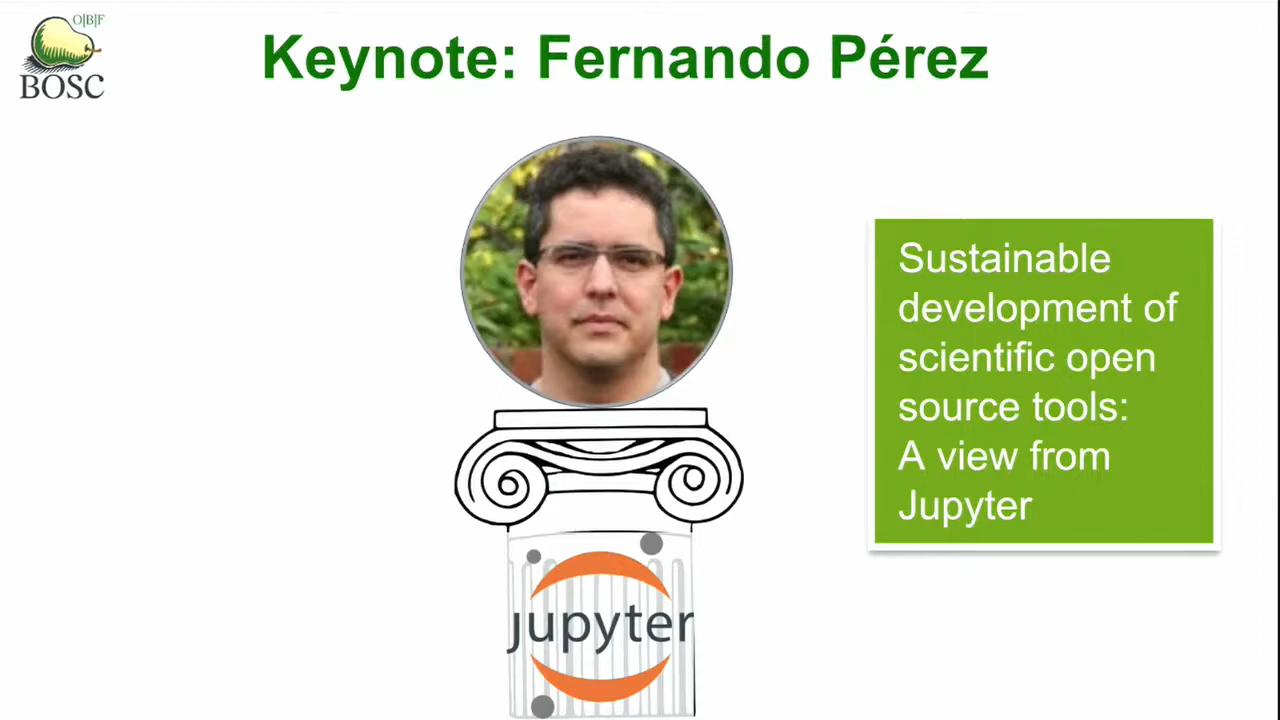 O|B|F
BOSC
Keynote: Fernando Pérez
Sustainable
development of
scientific open
source tools:
A view from
Jupyter
jupyter